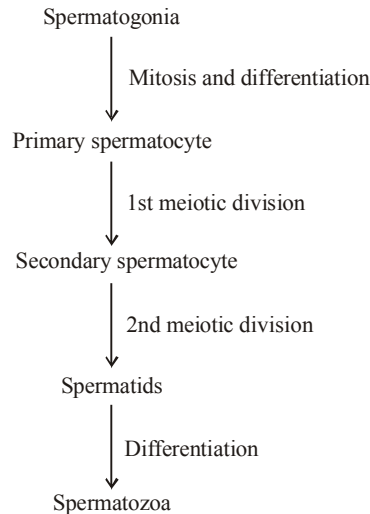 Spermatogonia
Mitosis and differentiation
Primary spermatocyte
1st meiotic division
Secondary spermatocyte
2nd meiotic division
Spermatids
Differentiation
Spermatozoa